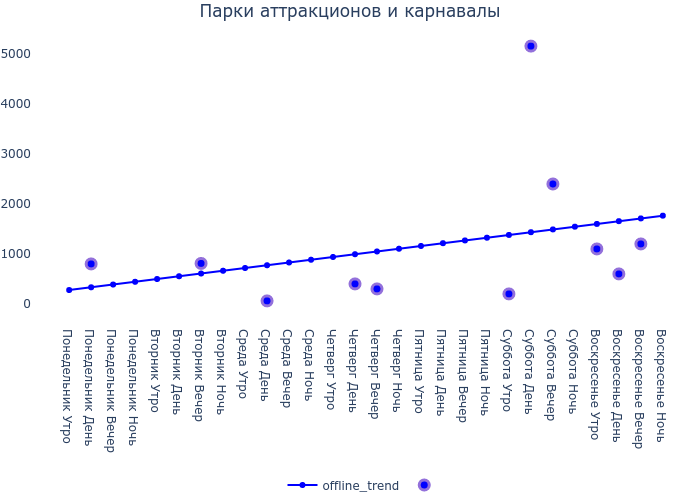 Парки аттракционов и карнавалы
5000
4000
3000
2000
1000
0
Понедельник Утро
Понедельник День
Понедельник Вечер
Понедельник Ночь
Вторник Утро
Вторник День
Вторник Вечер
Вторник Ночь
Среда Утро
Среда День
Среда Вечер
Среда Ночь
Четверг Утро
Четверг День
Четверг Вечер
Четверг Ночь
Пятница Утро
Пятница День
Пятница Вечер
Пятница Ночь
Суббота Утро
Суббота День
Суббота Вечер
Суббота Ночь
Воскресенье Утро
Воскресенье День
Воскресенье Вечер
Воскресенье Ночь
offline_trend